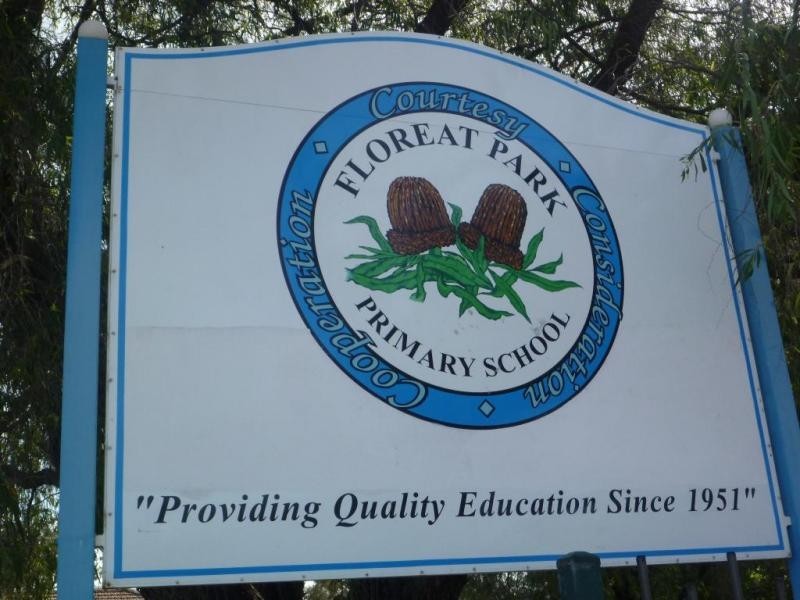 Courtesy
Consideration
Cooperation
FLOREAT PARK
PRIMARY SCHOOL
"Providing Quality Education Since 1951"